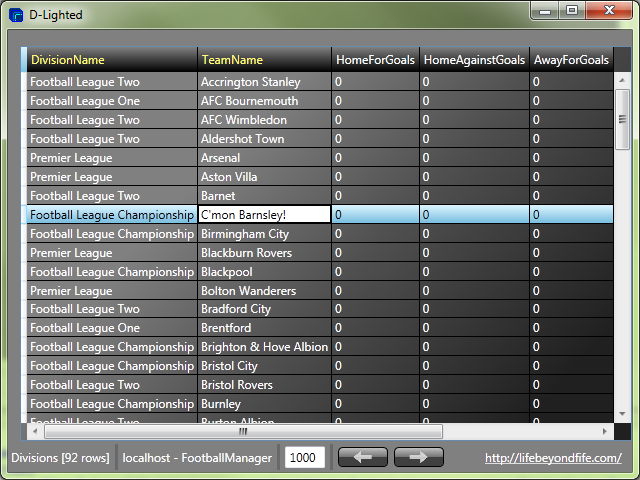 D-Lighted
DivisionName TeamName HomeForGoals HomeAgainstGoals AwayForGoals
Football League Two Accrington Stanley 0 0 0
Football League One AFC Bournemouth 0 0 0
Football League Two AFC Wimbledon 0 0 0
Football League Two Aldershot Town 0 0 0
Premier League Arsenal 0 0 0
Premier League Aston Villa 0 0 0
Football League Two Barnet 0 0 0
Football League Championship C'mon Barnsley! 0 0 0
Football League Championship Birmingham City 0 0 0
Premier League Blackburn Rovers 0 0 0
Football League Championship Blackpool 0 0 0
Premier League Bolton Wanderers 0 0 0
Football League Two Bradford City 0 0 0
Football League One Brentford 0 0 0
Football League Championship Brighton & Hove Albion 0 0 0
Football League Championship Bristol City 0 0 0
Football League Two Bristol Rovers 0 0 0
Football League Championship Burnley 0 0 0
Football League Two Burton Albion 0 0 0
Divisions [92 rows] localhost - FootballManager 1000 http://lifebeyondfife.com/